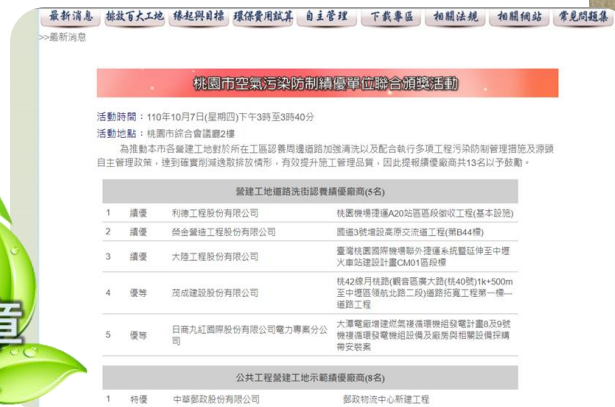 最新消息 排放百大工地 緣起與目標 環保費用試算 自主管理 下載專區 相關法規 相關網站 常見問題集
>>最新消息
桃園市空氣污染防制績優單位聯合頒獎活動
活動時間：110年10月7日(星期四)下午3時至3時40分
活動地點：桃園市綜合會議廳2樓
為推動本市各營建工地對於所在工區認養周邊道路加強清洗以及配合執行多項工程污染防制管理措施及源頭
自主管理政策，達到確實削減逸散排放情形，有效提升施工管理品質，因此提報績優廠商共13名以予鼓勵。
營建工地道路洗街認養績優廠商(5名)
1 績優 利德工程股份有限公司 桃園機場捷運A20站區區段徵收工程(基本設施)
2 績優 榮金營造工程股份有限公司 國道3號增設高原交流道工程(第B44標)
3 績優 大陸工程股份有限公司 臺灣桃園國際機場聯外捷運系統暨延伸至中壢
火車站建設計畫CM01區段標
4 優等 茂成建設股份有限公司 桃42線月桃路(觀音區廣大路(桃40號)1k+500m
至中壢區領航北路二段)道路拓寬工程第一標—
道路工程
5 優等 日商丸紅國際股份有限公司電力專案分公
司 大潭電廠增建燃氣複循環機組發電計畫8及9號
機複循環發電機組設備及廠房與相關設備採購
帶安裝案
公共工程營建工地示範績優廠商(8名)
1 特優 中華郵政股份有限公司 郵政物流中心新建工程